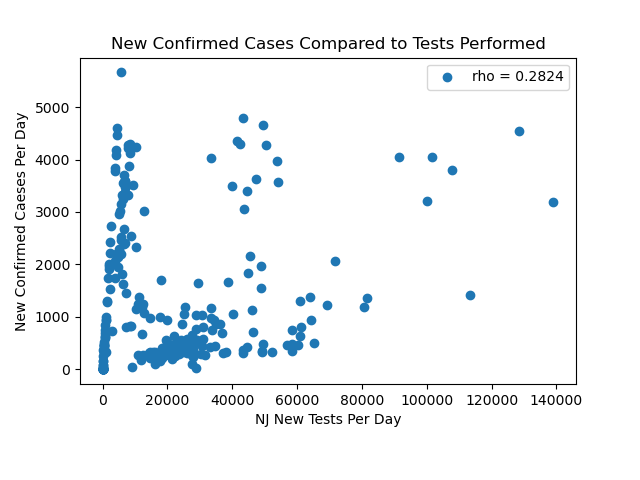 New Confirmed Cases Compared to Tests Performed
rho = 0.2824
5000
4000
3000
2000
1000
0
New Confirmed Caeses Per Day
0 20000 40000 60000 80000 100000 120000 140000
NJ New Tests Per Day